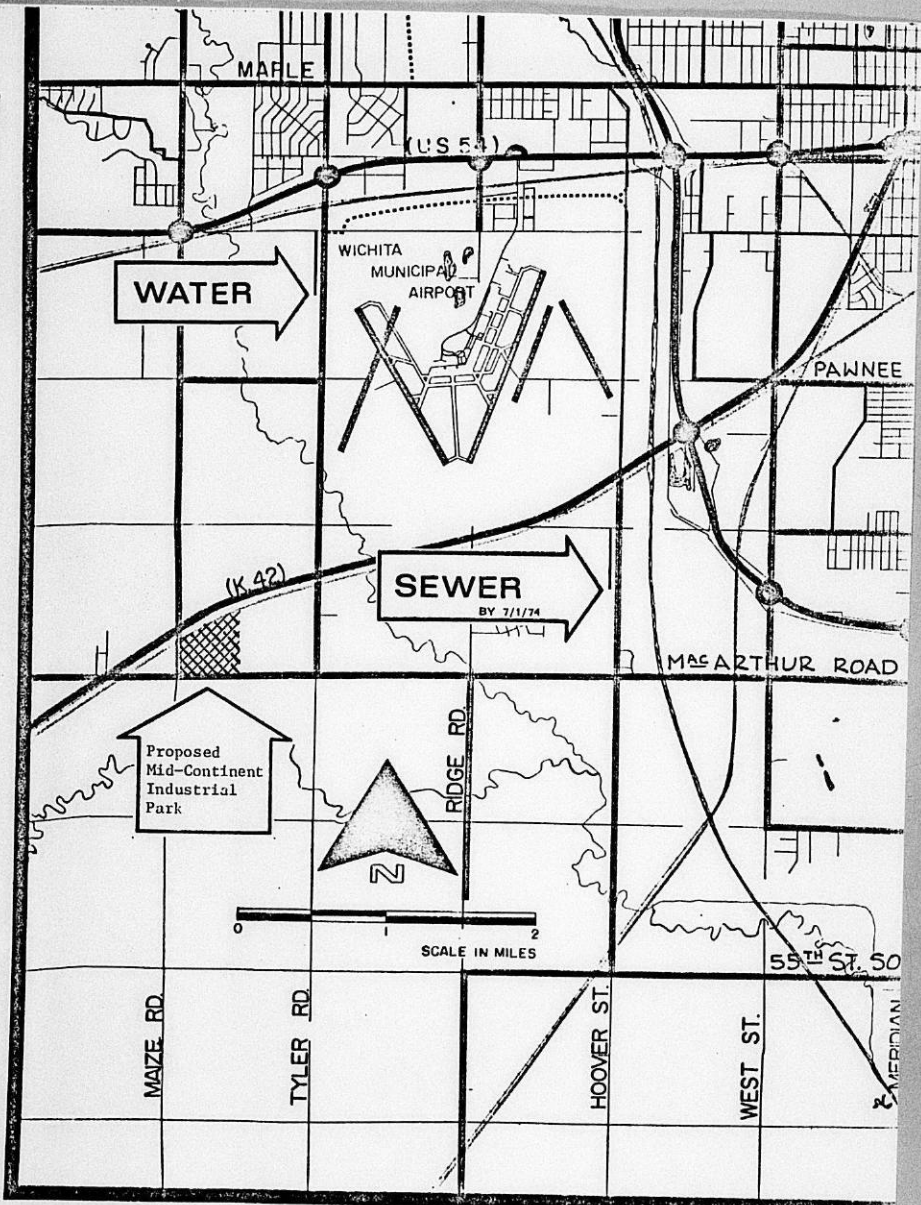 MAPLE
(US 54)
WICHITA
MUNICIPAL
AIRPORT
WATER
PAWNEE
(K 42)
SEWER
BY 7/1/74
MAC ARTHUR ROAD
Proposed
Mid-Continent
Industrial
Park
RIDGE RD.
N
0 1 2
SCALE IN MILES
55TH ST. SO
MAIZE RD.
TYLER RD.
HOOVER ST.
WEST ST.
MERIDIAN